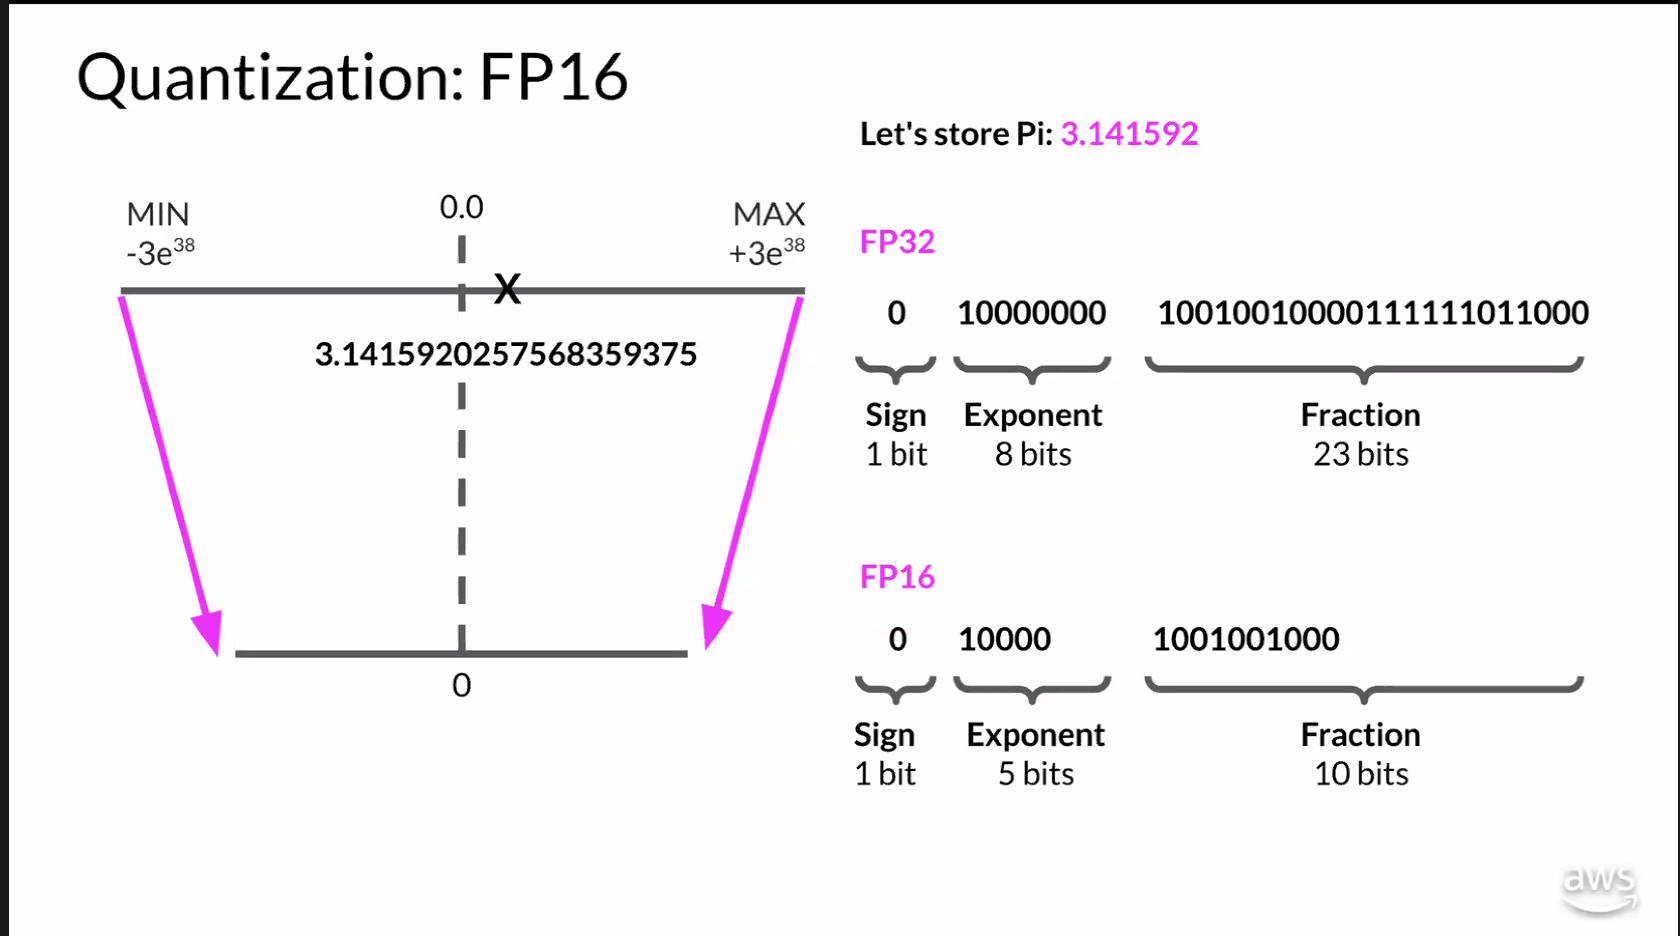 Quantization: FP16
Let's store Pi: 3.141592
MIN
-3e³⁸
0.0
MAX
+3e³⁸
X
3.1415920257568359375
0
FP32
0 10000000 10010010000111111011000
Sign Exponent Fraction
1 bit 8 bits 23 bits
FP16
0 10000 1001001000
Sign Exponent Fraction
1 bit 5 bits 10 bits
aws